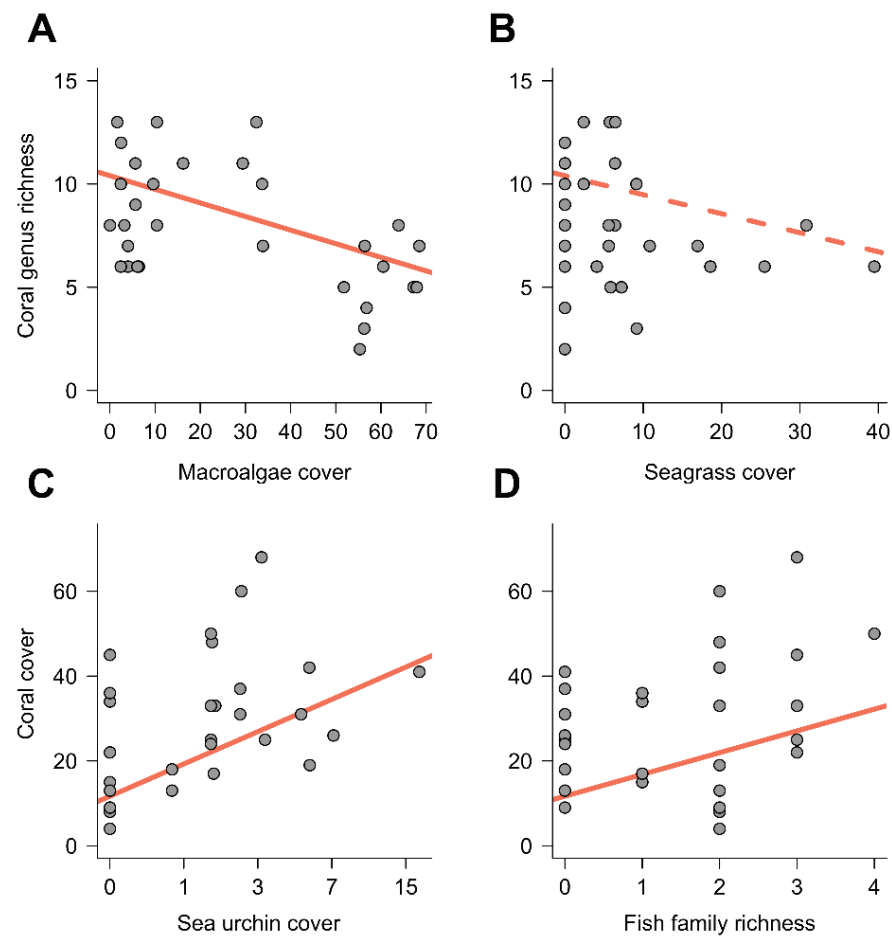 A
B
15
10
5
0
Coral genus richness
0 10 20 30 40 50 60 70
Macroalgae cover
15
10
5
0
0 10 20 30 40
Seagrass cover
C
D
60
40
20
0
Coral cover
0 1 3 7 15
Sea urchin cover
60
40
20
0
0 1 2 3 4
Fish family richness